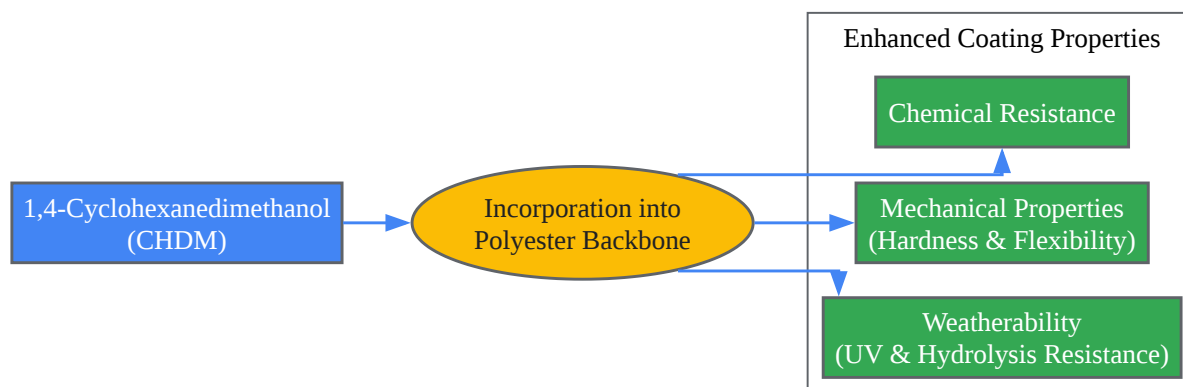 Enhanced Coating Properties
Chemical Resistance
1,4-Cyclohexanedimethanol
(CHDM)
Incorporation into
Polyester Backbone
Mechanical Properties
(Hardness & Flexibility)
Weatherability
(UV & Hydrolysis Resistance)